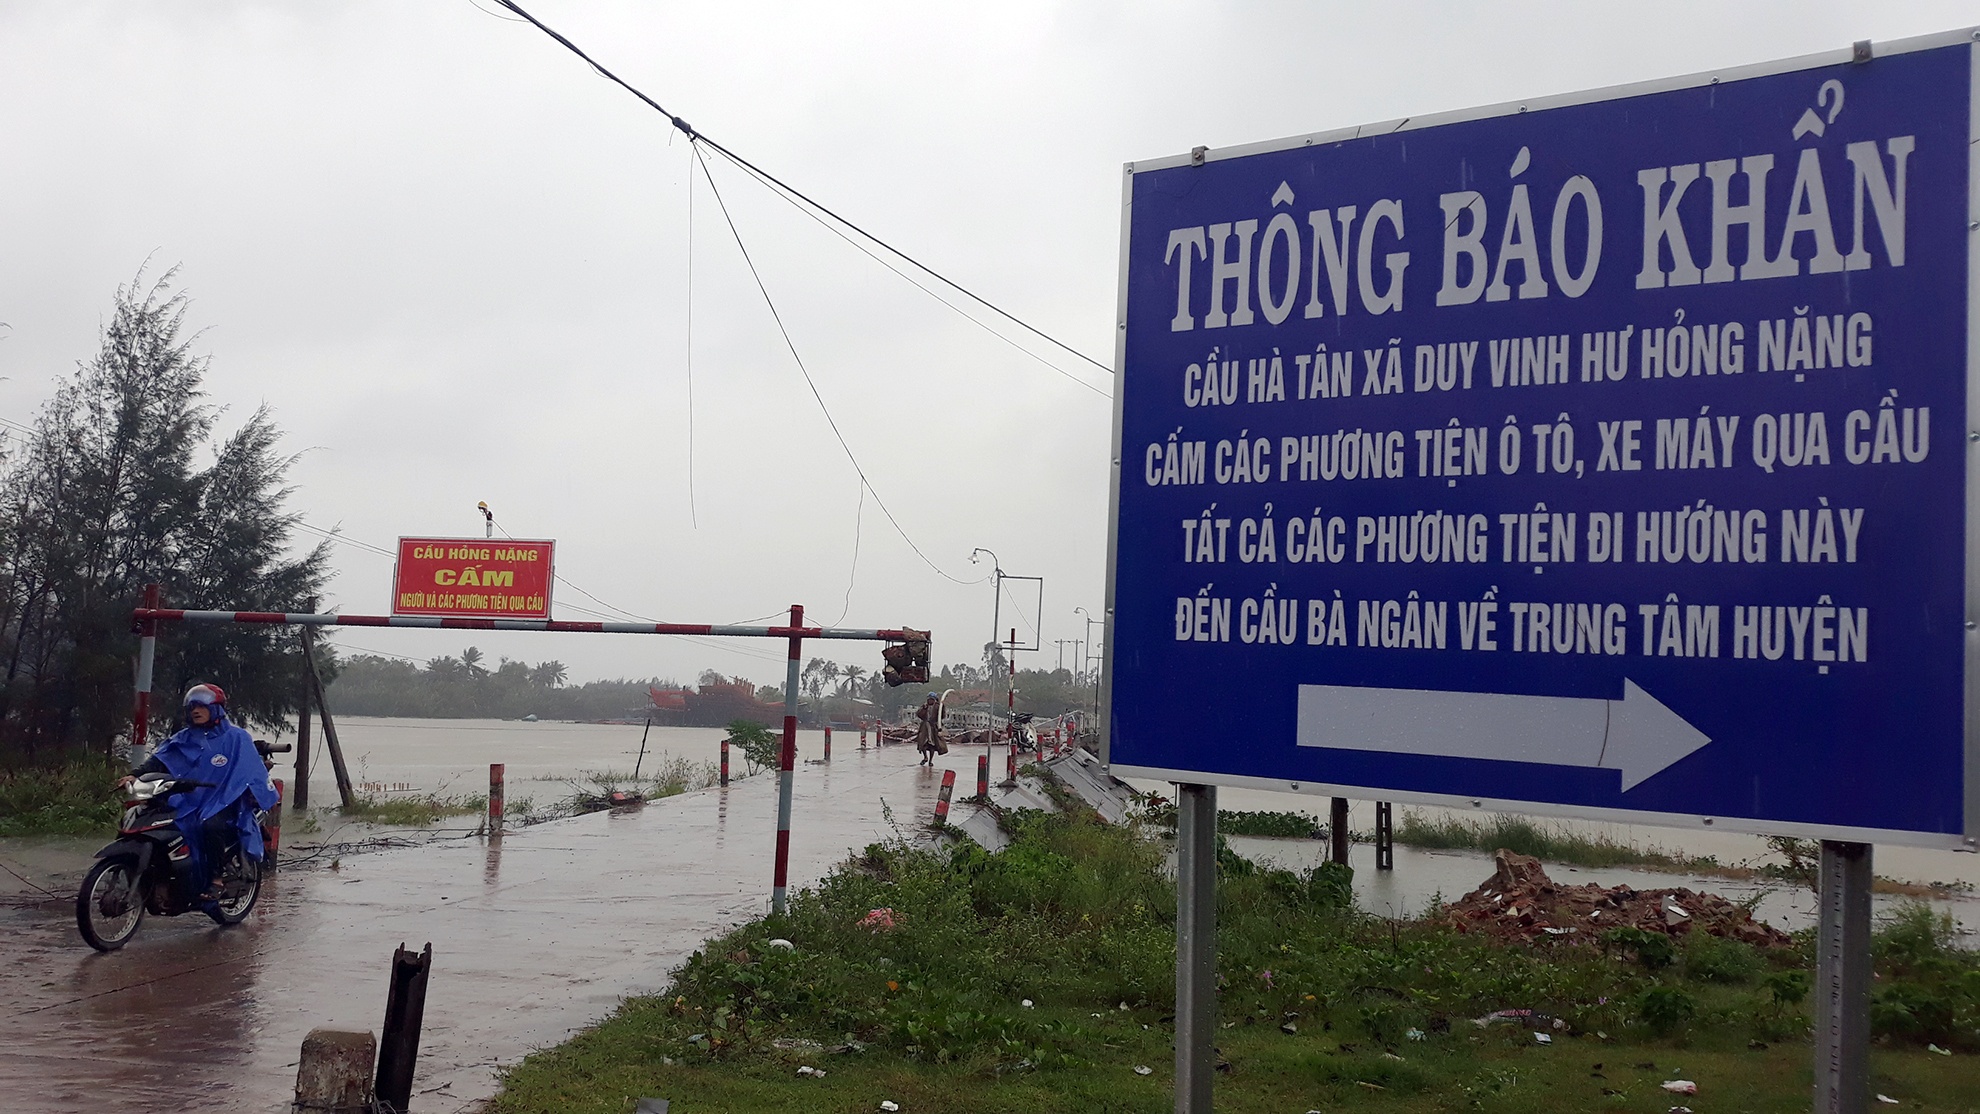 THÔNG BÁO KHẨN
CẦU HÀ TÂN XÃ DUY VINH HƯ HỎNG NẶNG
CẤM CÁC PHƯƠNG TIỆN Ô TÔ, XE MÁY QUA CẦU
TẤT CẢ CÁC PHƯƠNG TIỆN ĐI HƯỚNG NÀY
ĐẾN CẦU BÀ NGÂN VỀ TRUNG TÂM HUYỆN
CẦU HỎNG NẶNG
CẤM
NGƯỜI VÀ CÁC PHƯƠNG TIỆN QUA CẦU